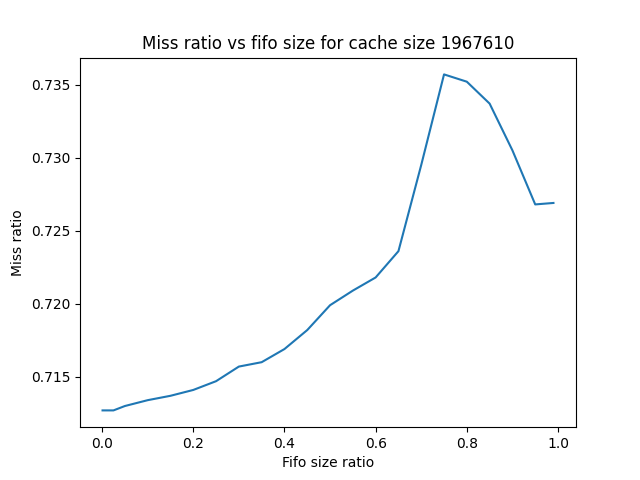 Miss ratio vs fifo size for cache size 1967610
0.735
0.730
0.725
0.720
0.715
Miss ratio
0.0 0.2 0.4 0.6 0.8 1.0
Fifo size ratio